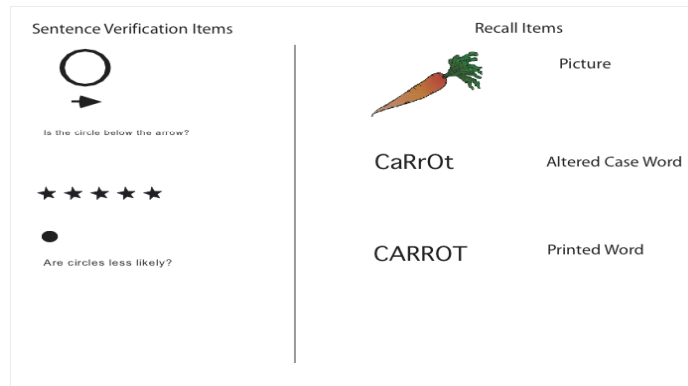 Sentence Verification Items
Is the circle below the arrow?
Are circles less likely?
Recall Items
Picture
CaRrOt Altered Case Word
CARROT Printed Word